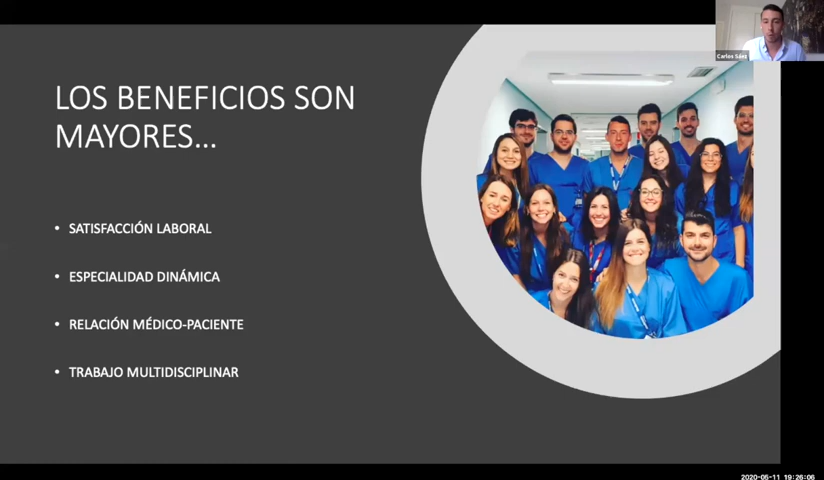 Carlos Sáez
LOS BENEFICIOS SON
MAYORES...
• SATISFACCIÓN LABORAL
• ESPECIALIDAD DINÁMICA
• RELACIÓN MÉDICO-PACIENTE
• TRABAJO MULTIDISCIPLINAR
2020-05-11 19:26:06